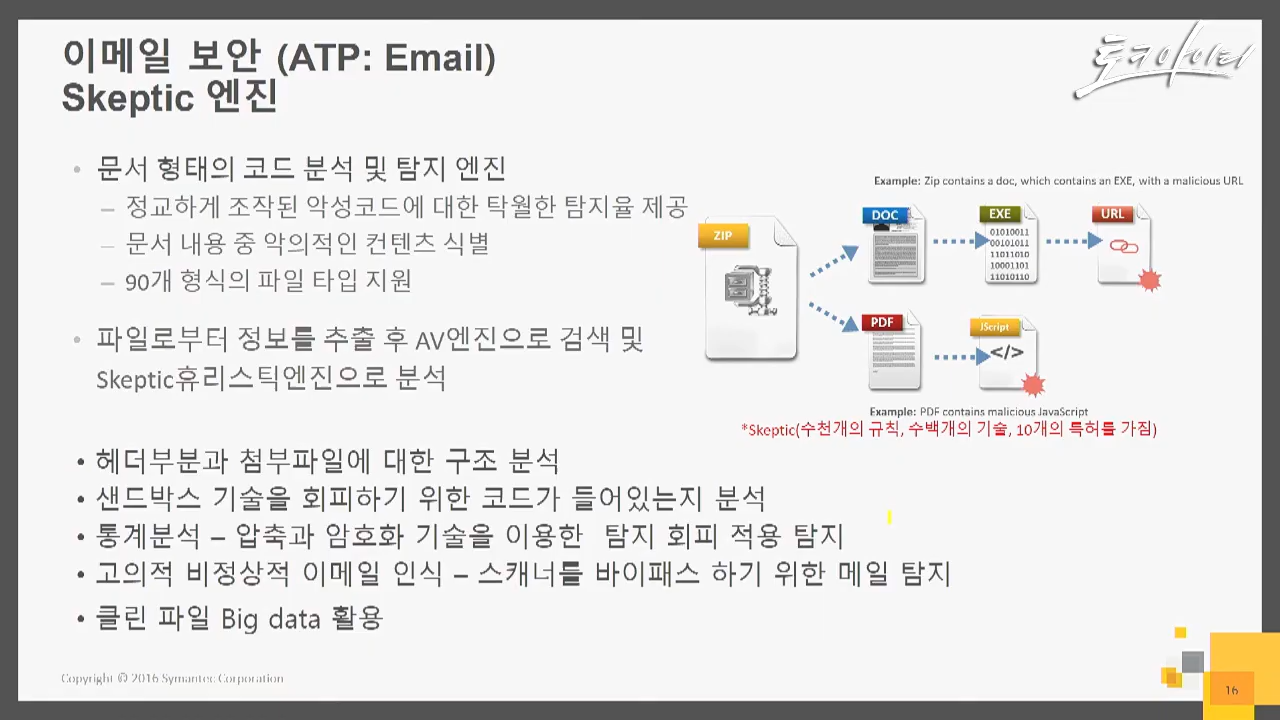 이메일 보안 (ATP: Email)
Skeptic 엔진
토크아이티
• 문서 형태의 코드 분석 및 탐지 엔진
– 정교하게 조작된 악성코드에 대한 탁월한 탐지율 제공
– 문서 내용 중 악의적인 컨텐츠 식별
– 90개 형식의 파일 타입 지원
• 파일로부터 정보를 추출 후 AV엔진으로 검색 및
Skeptic휴리스틱엔진으로 분석
Example: Zip contains a doc, which contains an EXE, with a malicious URL
ZIP
DOC
EXE
01010011
00101011
11011010
10001101
11010110
URL
PDF
JScript
</>
Example: PDF contains malicious JavaScript
*Skeptic(수천개의 규칙, 수백개의 기술, 10개의 특허를 가짐)
• 헤더부분과 첨부파일에 대한 구조 분석
• 샌드박스 기술을 회피하기 위한 코드가 들어있는지 분석
• 통계분석 – 압축과 암호화 기술을 이용한 탐지 회피 적용 탐지
• 고의적 비정상적 이메일 인식 – 스캐너를 바이패스 하기 위한 메일 탐지
• 클린 파일 Big data 활용
Copyright © 2016 Symantec Corporation
16